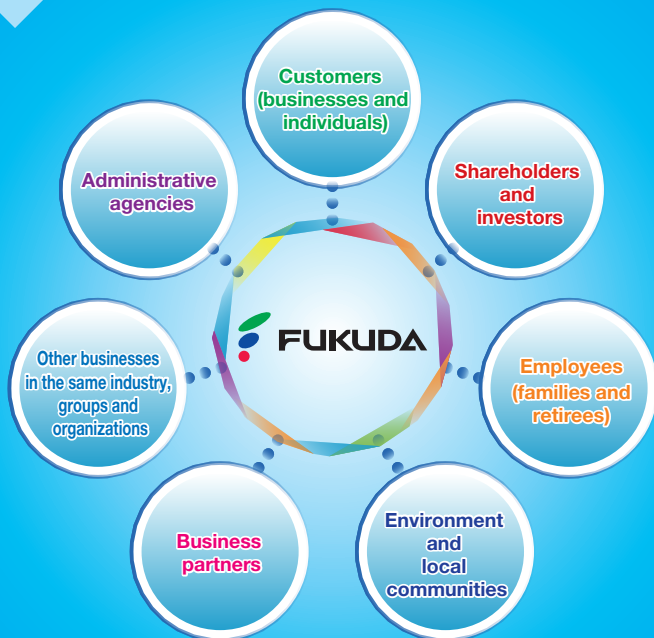 Customers
(businesses and
individuals)
Administrative
agencies
Shareholders
and
investors
FUKUDA
Other businesses
in the same industry,
groups and
organizations
Employees
(families and
retirees)
Business
partners
Environment
and
local
communities